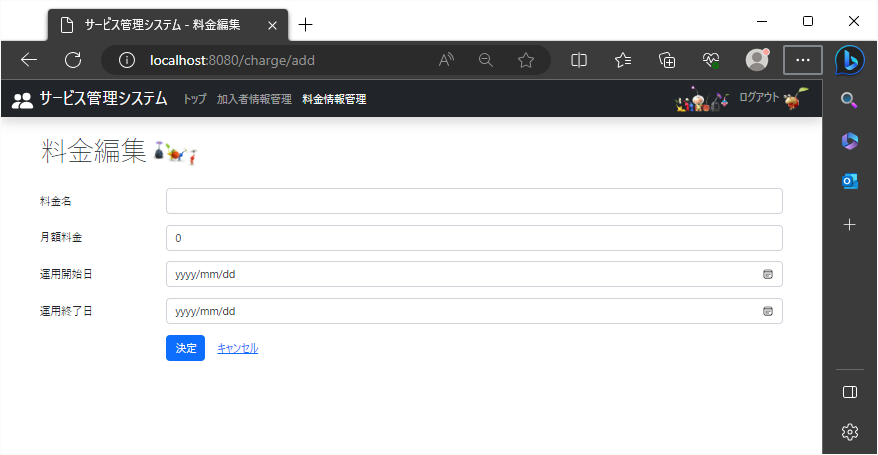 サービス管理システム - 料金編集
localhost:8080/charge/add
サービス管理システム トップ 加入者情報管理 料金情報管理 ログアウト
料金編集
料金名
月額料金 0
運用開始日 yyyy/mm/dd
運用終了日 yyyy/mm/dd
決定 キャンセル